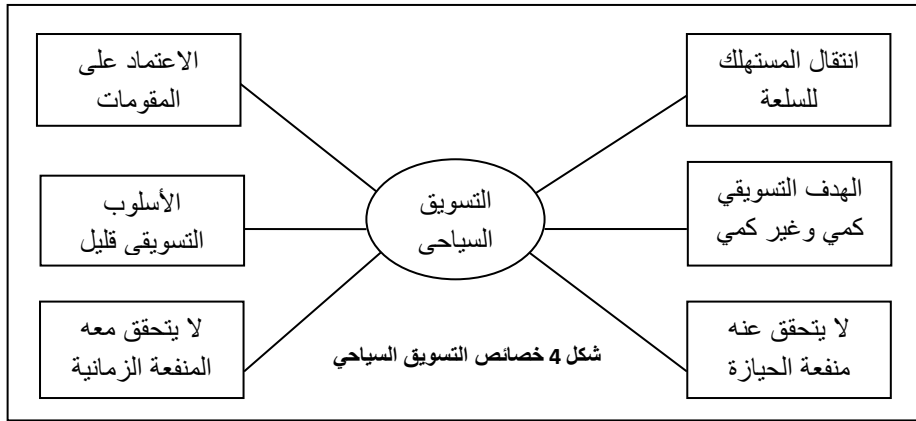 انتقال المستهلك
للسلعة
الاعتماد على
المقومات
الهدف التسويقي
كمي وغير كمي
التسويق
السياحى
الأسلوب
التسويقى قليل
لا يتحقق عنه
منفعة الحيازة
لا يتحقق معه
المنفعة الزمانية
شكل 4 خصائص التسويق السياحي